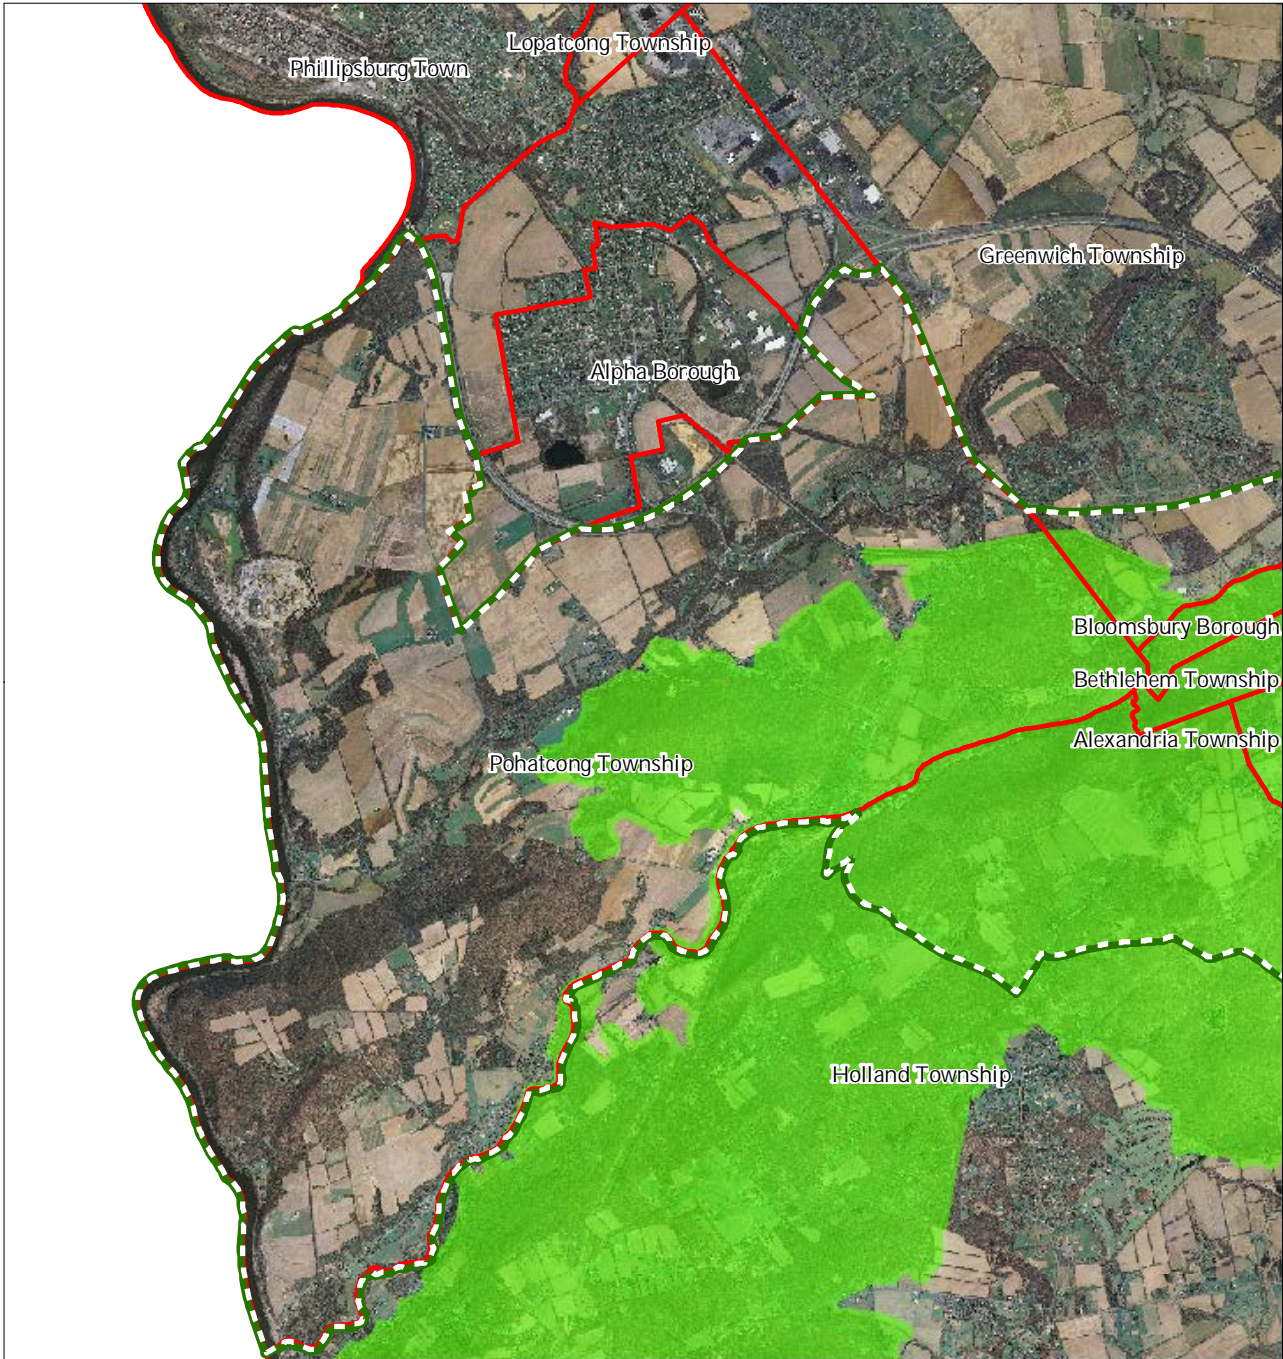 Lopatcong Township
Phillipsburg Town
Greenwich Township
Alpha Borough
Bloomsbury Borough
Bethlehem Township
Alexandria Township
Pohatcong Township
Holland Township